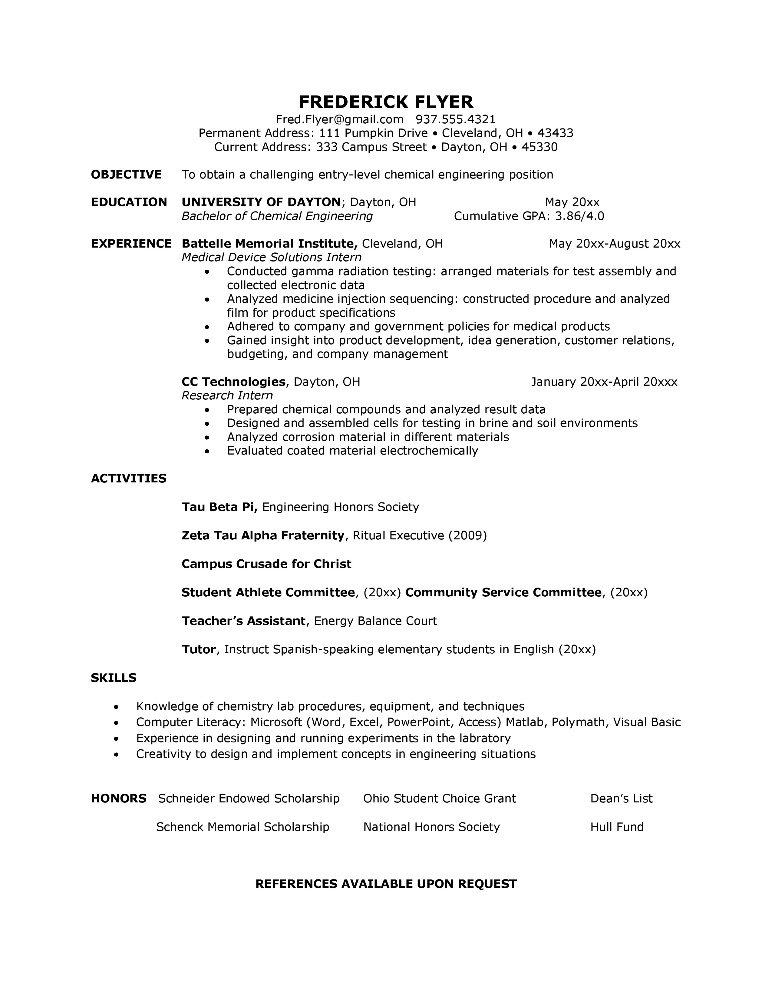 FREDERICK FLYER
Fred.Flyer@gmail.com 937.555.4321
Permanent Address: 111 Pumpkin Drive • Cleveland, OH • 43433
Current Address: 333 Campus Street • Dayton, OH • 45330
OBJECTIVE To obtain a challenging entry-level chemical engineering position
EDUCATION UNIVERSITY OF DAYTON; Dayton, OH May 20xx
Bachelor of Chemical Engineering Cumulative GPA: 3.86/4.0
EXPERIENCE Battelle Memorial Institute, Cleveland, OH May 20xx-August 20xx
Medical Device Solutions Intern
• Conducted gamma radiation testing: arranged materials for test assembly and
collected electronic data
• Analyzed medicine injection sequencing: constructed procedure and analyzed
film for product specifications
• Adhered to company and government policies for medical products
• Gained insight into product development, idea generation, customer relations,
budgeting, and company management
CC Technologies, Dayton, OH January 20xx-April 20xxx
Research Intern
• Prepared chemical compounds and analyzed result data
• Designed and assembled cells for testing in brine and soil environments
• Analyzed corrosion material in different materials
• Evaluated coated material electrochemically
ACTIVITIES
Tau Beta Pi, Engineering Honors Society
Zeta Tau Alpha Fraternity, Ritual Executive (2009)
Campus Crusade for Christ
Student Athlete Committee, (20xx) Community Service Committee, (20xx)
Teacher's Assistant, Energy Balance Court
Tutor, Instruct Spanish-speaking elementary students in English (20xx)
SKILLS
• Knowledge of chemistry lab procedures, equipment, and techniques
• Computer Literacy: Microsoft (Word, Excel, PowerPoint, Access) Matlab, Polymath, Visual Basic
• Experience in designing and running experiments in the labratory
• Creativity to design and implement concepts in engineering situations
HONORS Schneider Endowed Scholarship Ohio Student Choice Grant Dean's List
Schenck Memorial Scholarship National Honors Society Hull Fund
REFERENCES AVAILABLE UPON REQUEST